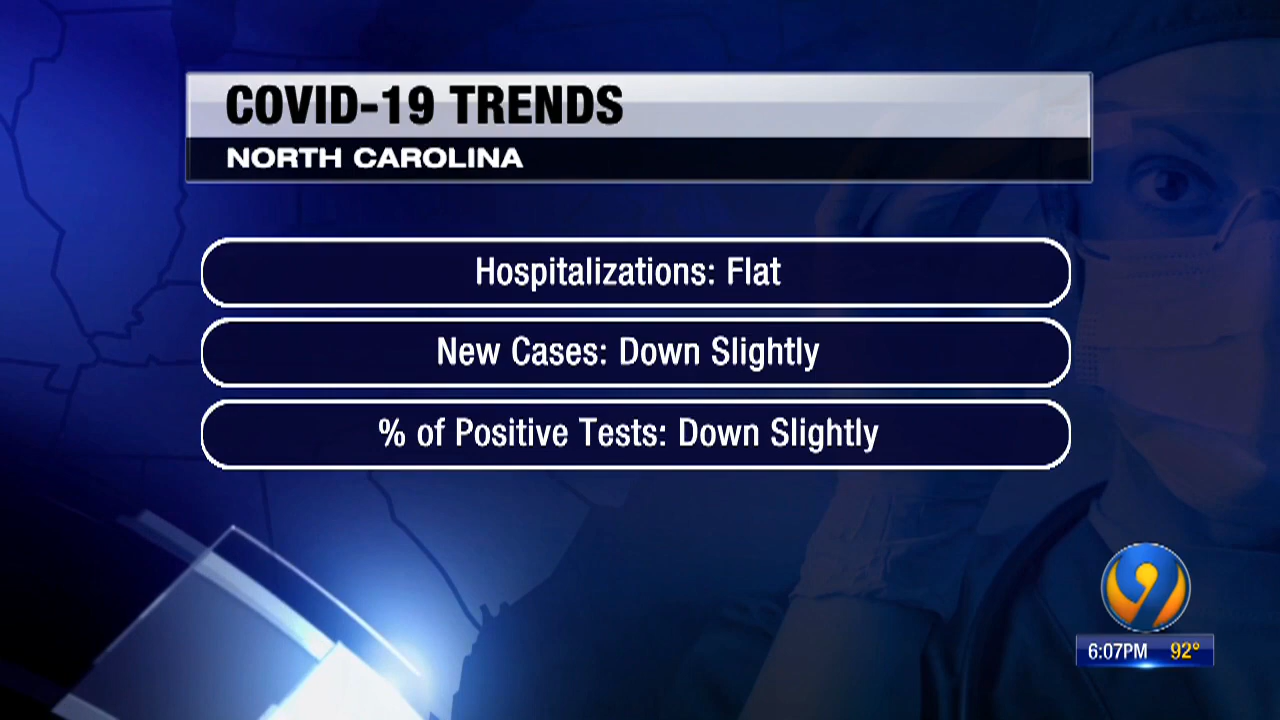 COVID-19 TRENDS
NORTH CAROLINA
Hospitalizations: Flat
New Cases: Down Slightly
% of Positive Tests: Down Slightly
9
6:07PM 92°